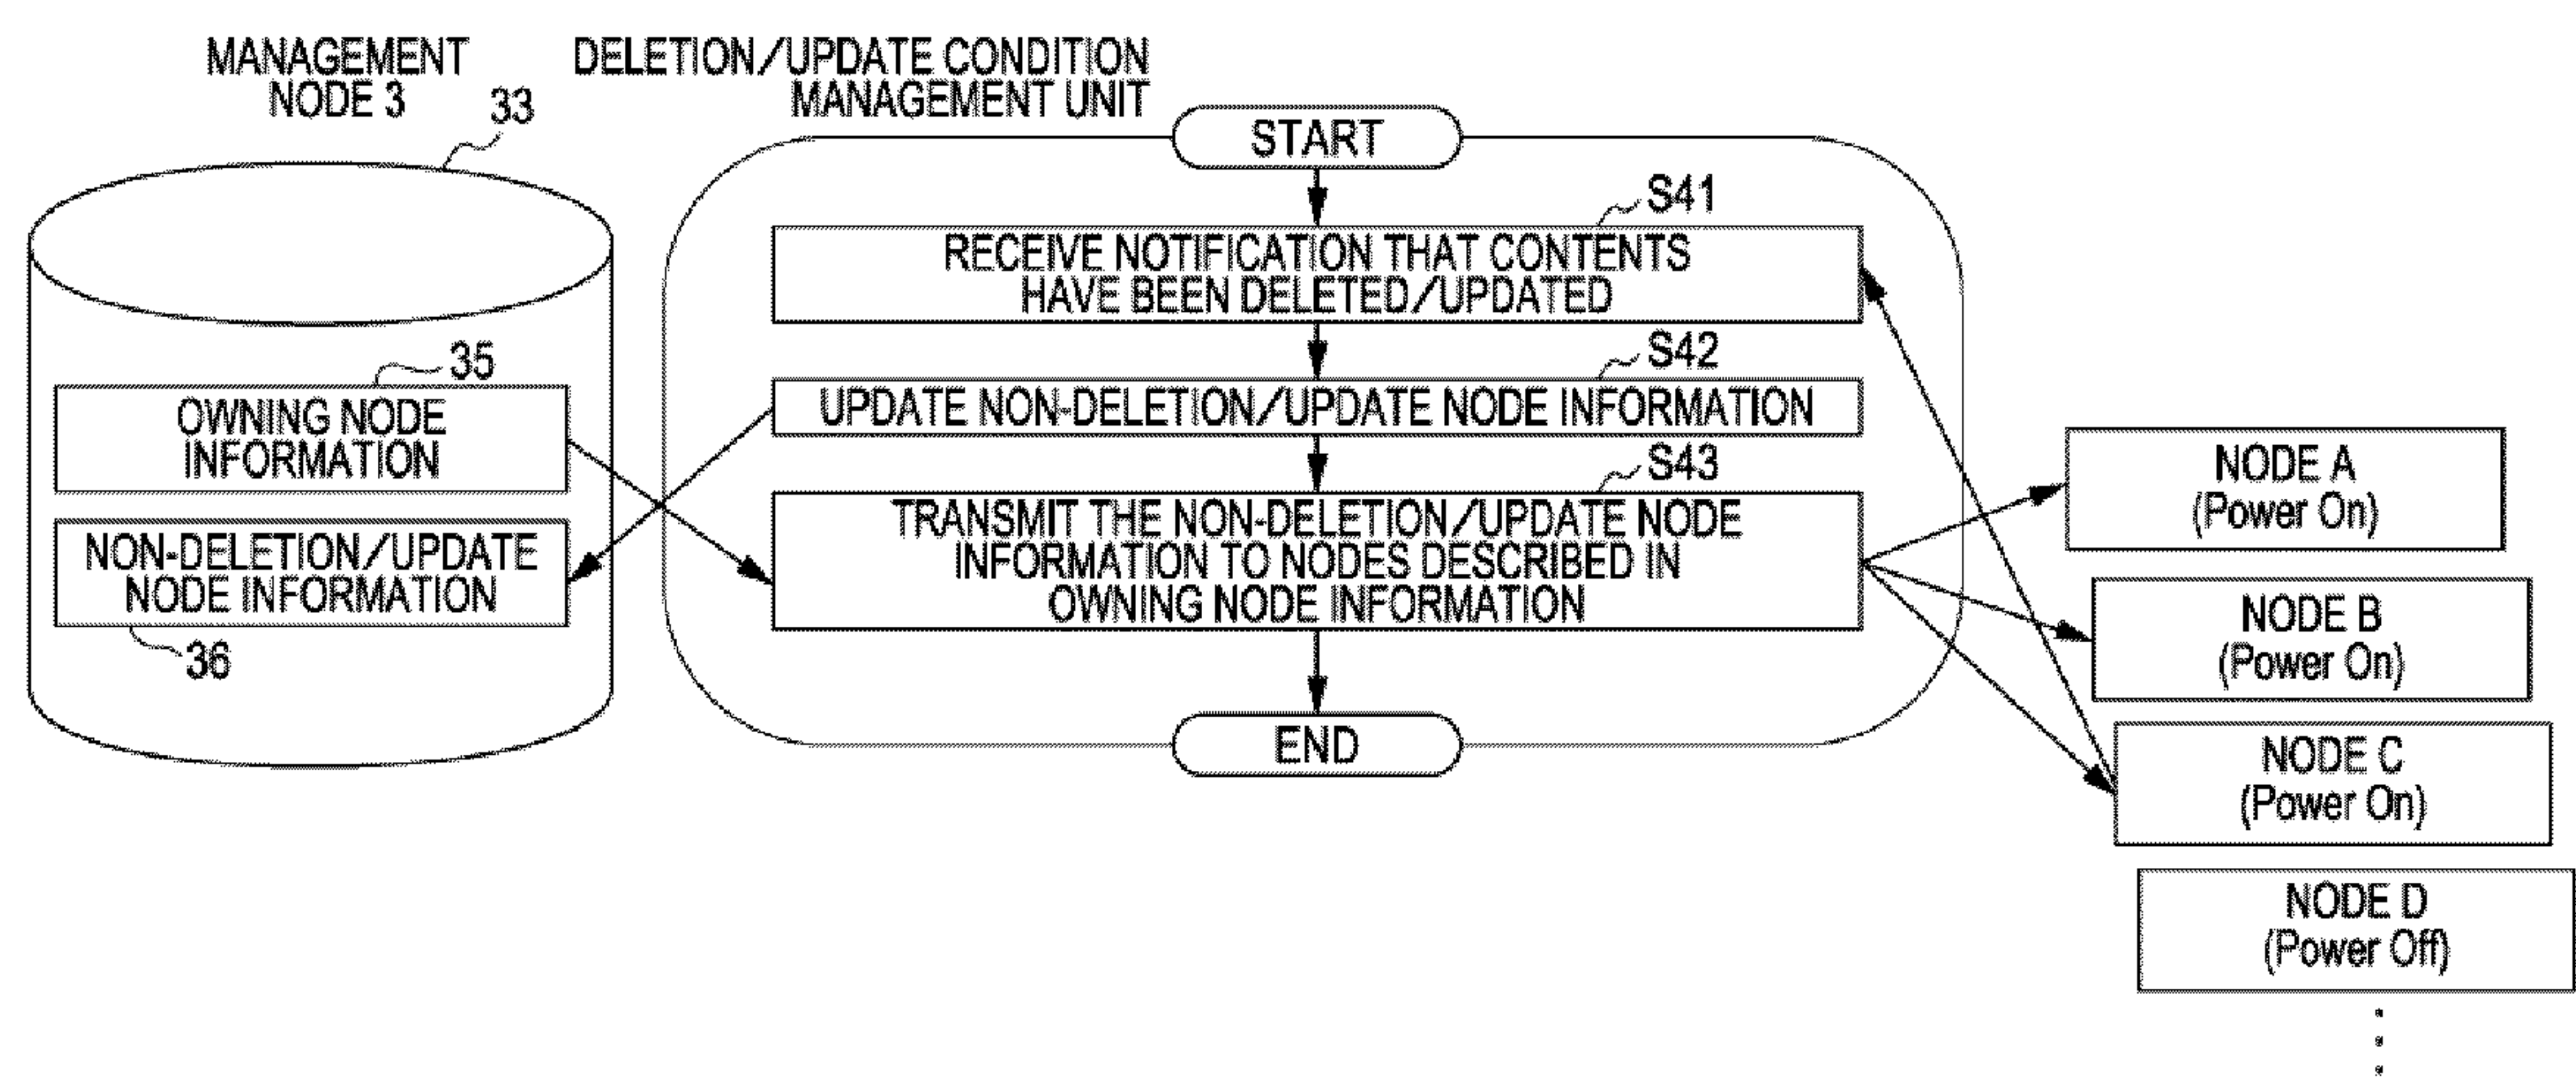 MANAGEMENT
NODE 3
33
DELETION/UPDATE CONDITION
MANAGEMENT UNIT
START
S41
RECEIVE NOTIFICATION THAT CONTENTS
HAVE BEEN DELETED/UPDATED
35
OWNING NODE
INFORMATION
S42
UPDATE NON-DELETION/UPDATE NODE INFORMATION
S43
TRANSMIT THE NON-DELETION/UPDATE NODE
INFORMATION TO NODES DESCRIBED IN
OWNING NODE INFORMATION
NON-DELETION/UPDATE
NODE INFORMATION
36
END
NODE A
(Power On)
NODE B
(Power On)
NODE C
(Power On)
NODE D
(Power Off)